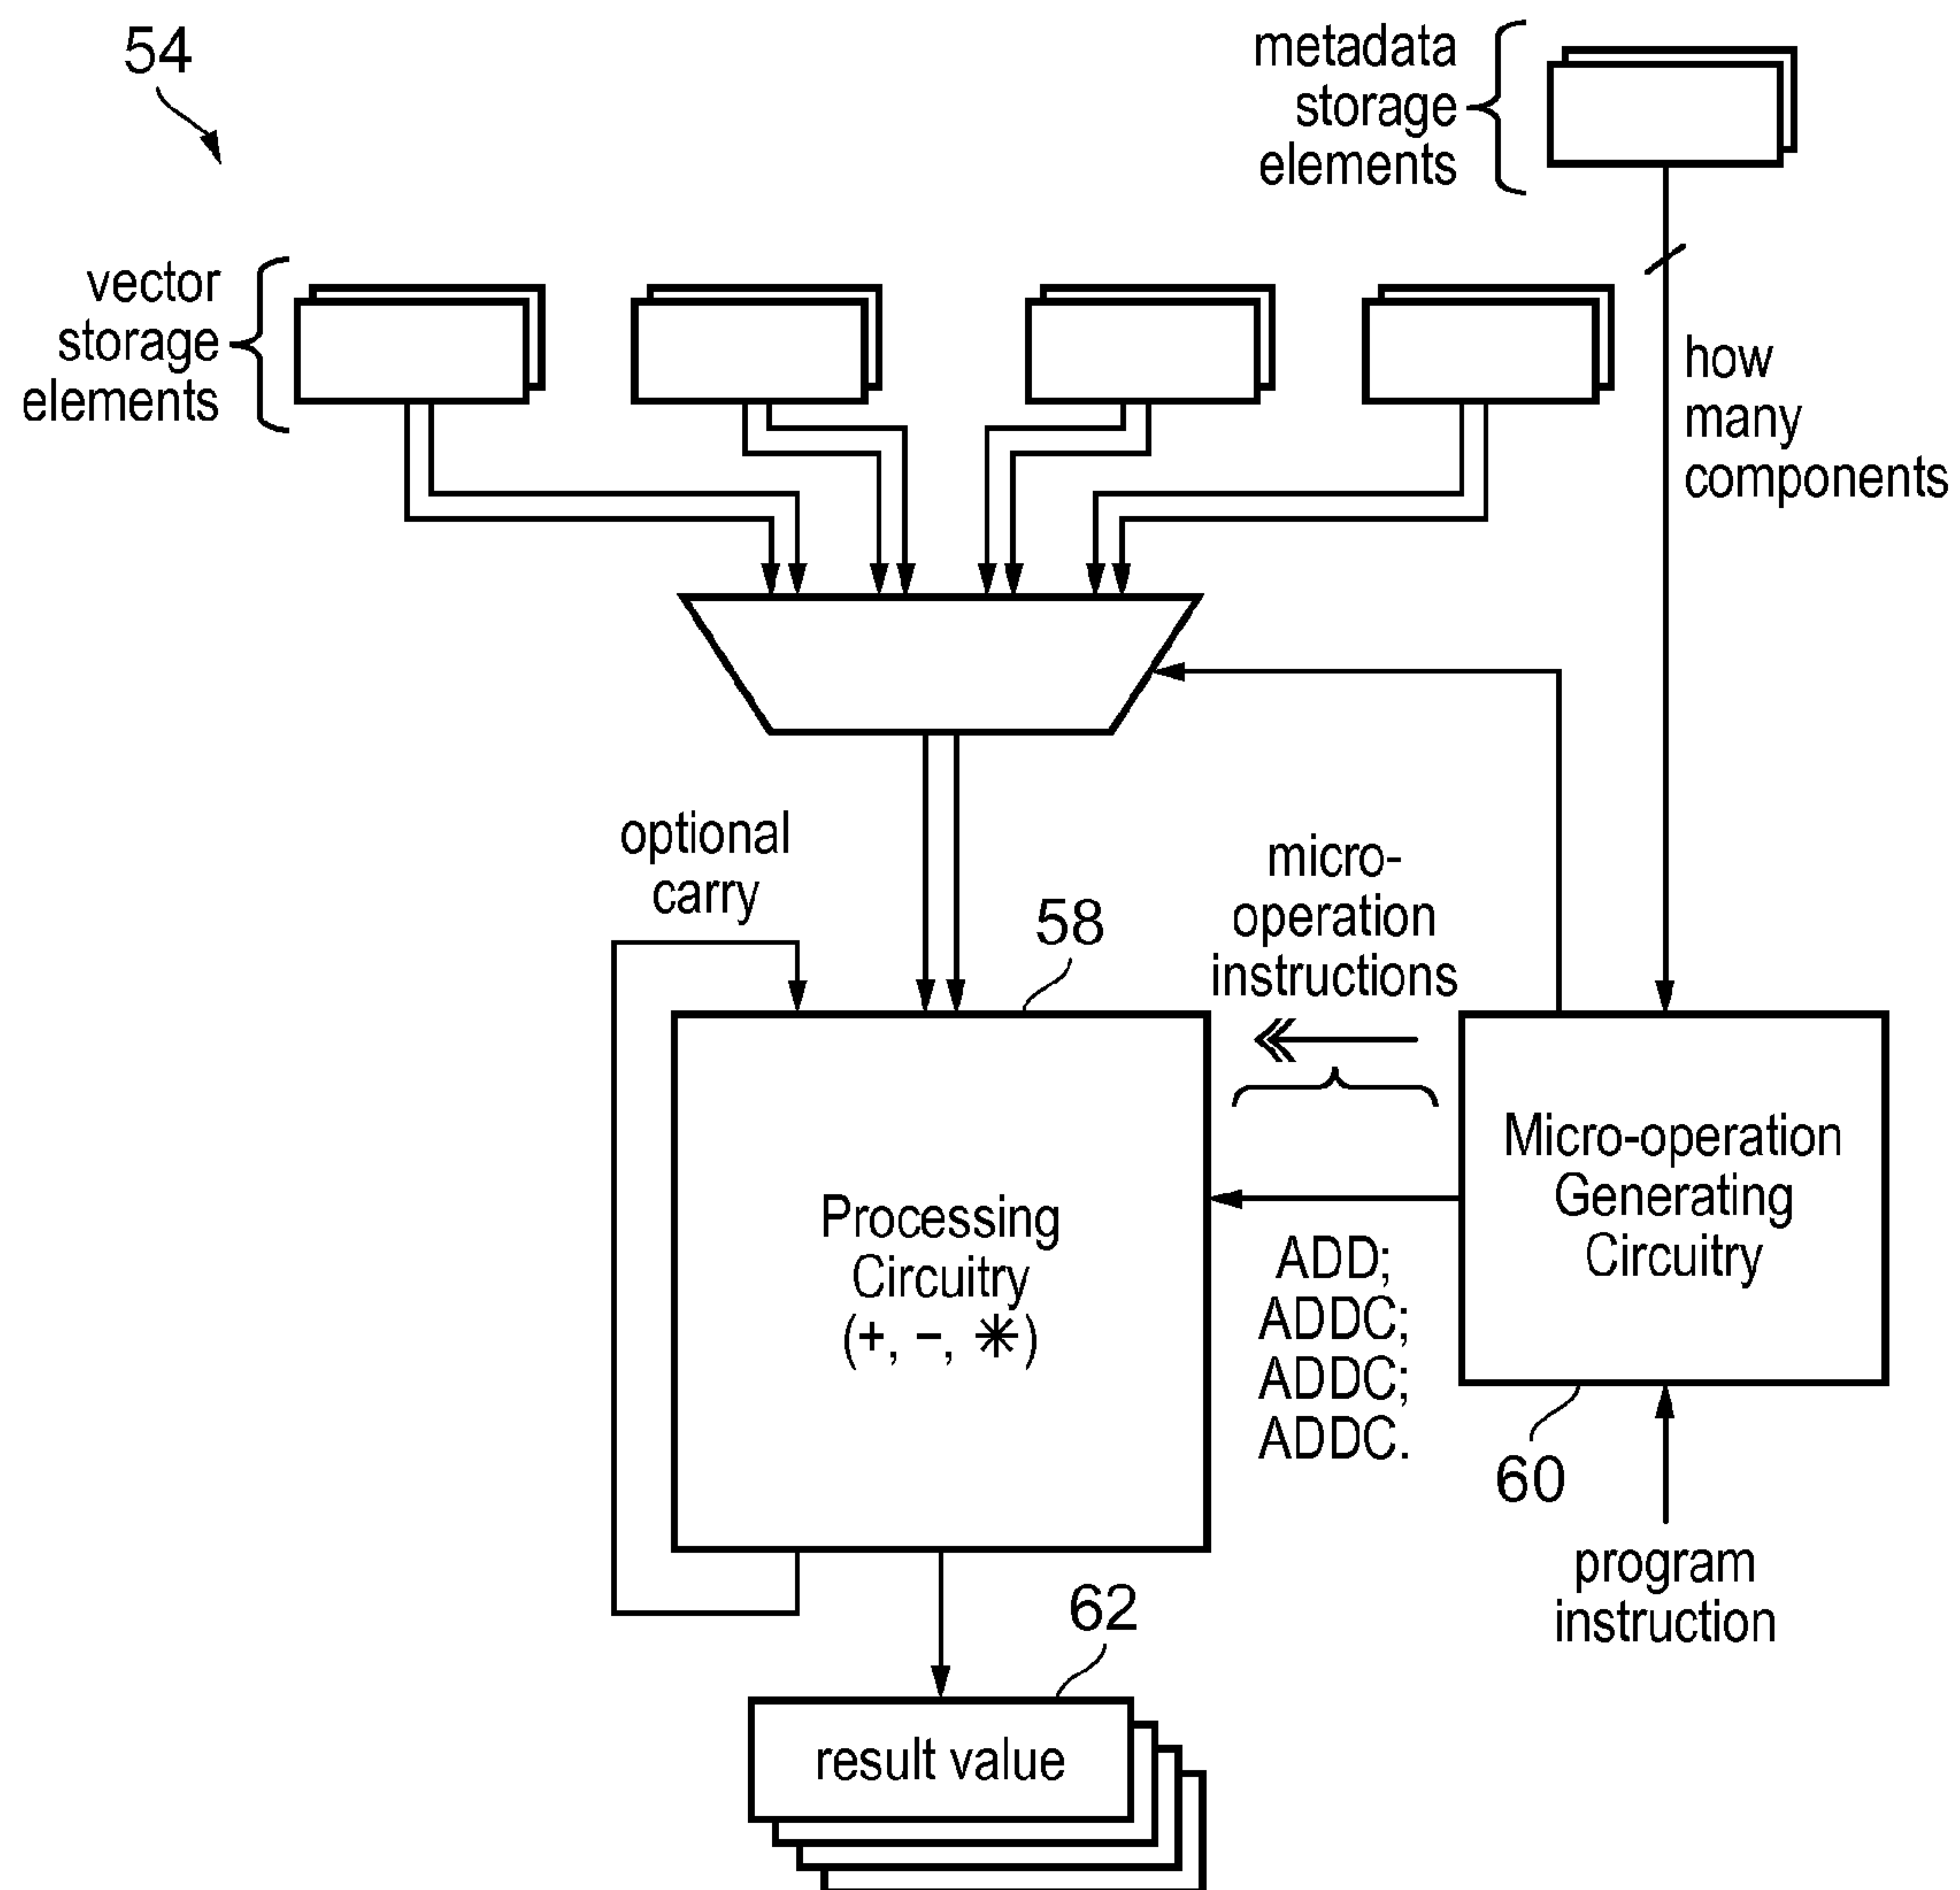 54
metadata
storage
elements
vector
storage
elements
how
many
components
optional
carry
58
micro-
operation
instructions
Processing
Circuitry
(+, −, ✳)
Micro-operation
Generating
Circuitry
ADD;
ADDC;
ADDC;
ADDC.
60
program
instruction
62
result value